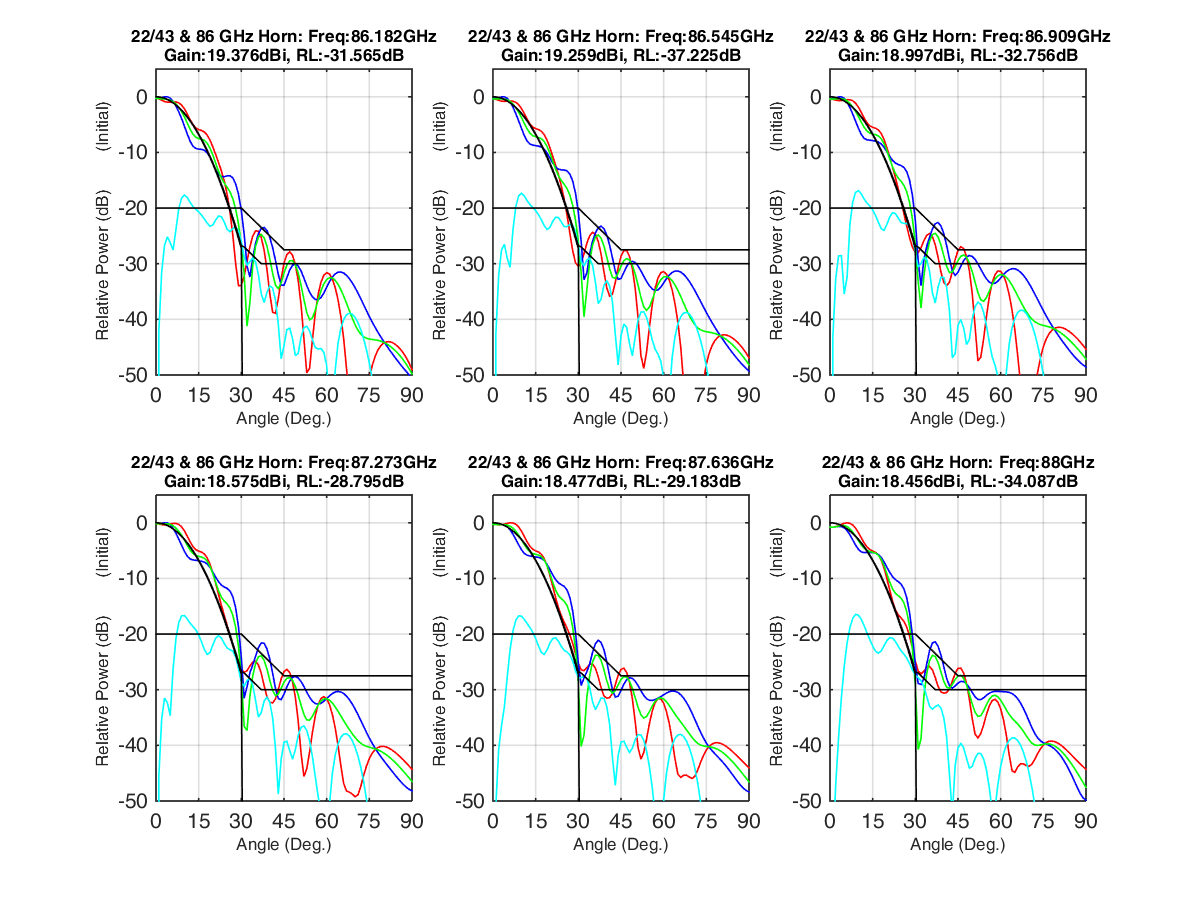 22/43 & 86 GHz Horn: Freq:86.182GHz
Gain:19.376dBi, RL:-31.565dB
0
-10
-20
-30
-40
-50
0 15 30 45 60 75 90
Angle (Deg.)
Relative Power (dB) (Initial)
22/43 & 86 GHz Horn: Freq:86.545GHz
Gain:19.259dBi, RL:-37.225dB
0
-10
-20
-30
-40
-50
0 15 30 45 60 75 90
Angle (Deg.)
Relative Power (dB) (Initial)
22/43 & 86 GHz Horn: Freq:86.909GHz
Gain:18.997dBi, RL:-32.756dB
0
-10
-20
-30
-40
-50
0 15 30 45 60 75 90
Angle (Deg.)
Relative Power (dB) (Initial)
22/43 & 86 GHz Horn: Freq:87.273GHz
Gain:18.575dBi, RL:-28.795dB
0
-10
-20
-30
-40
-50
0 15 30 45 60 75 90
Angle (Deg.)
Relative Power (dB) (Initial)
22/43 & 86 GHz Horn: Freq:87.636GHz
Gain:18.477dBi, RL:-29.183dB
0
-10
-20
-30
-40
-50
0 15 30 45 60 75 90
Angle (Deg.)
Relative Power (dB) (Initial)
22/43 & 86 GHz Horn: Freq:88GHz
Gain:18.456dBi, RL:-34.087dB
0
-10
-20
-30
-40
-50
0 15 30 45 60 75 90
Angle (Deg.)
Relative Power (dB) (Initial)